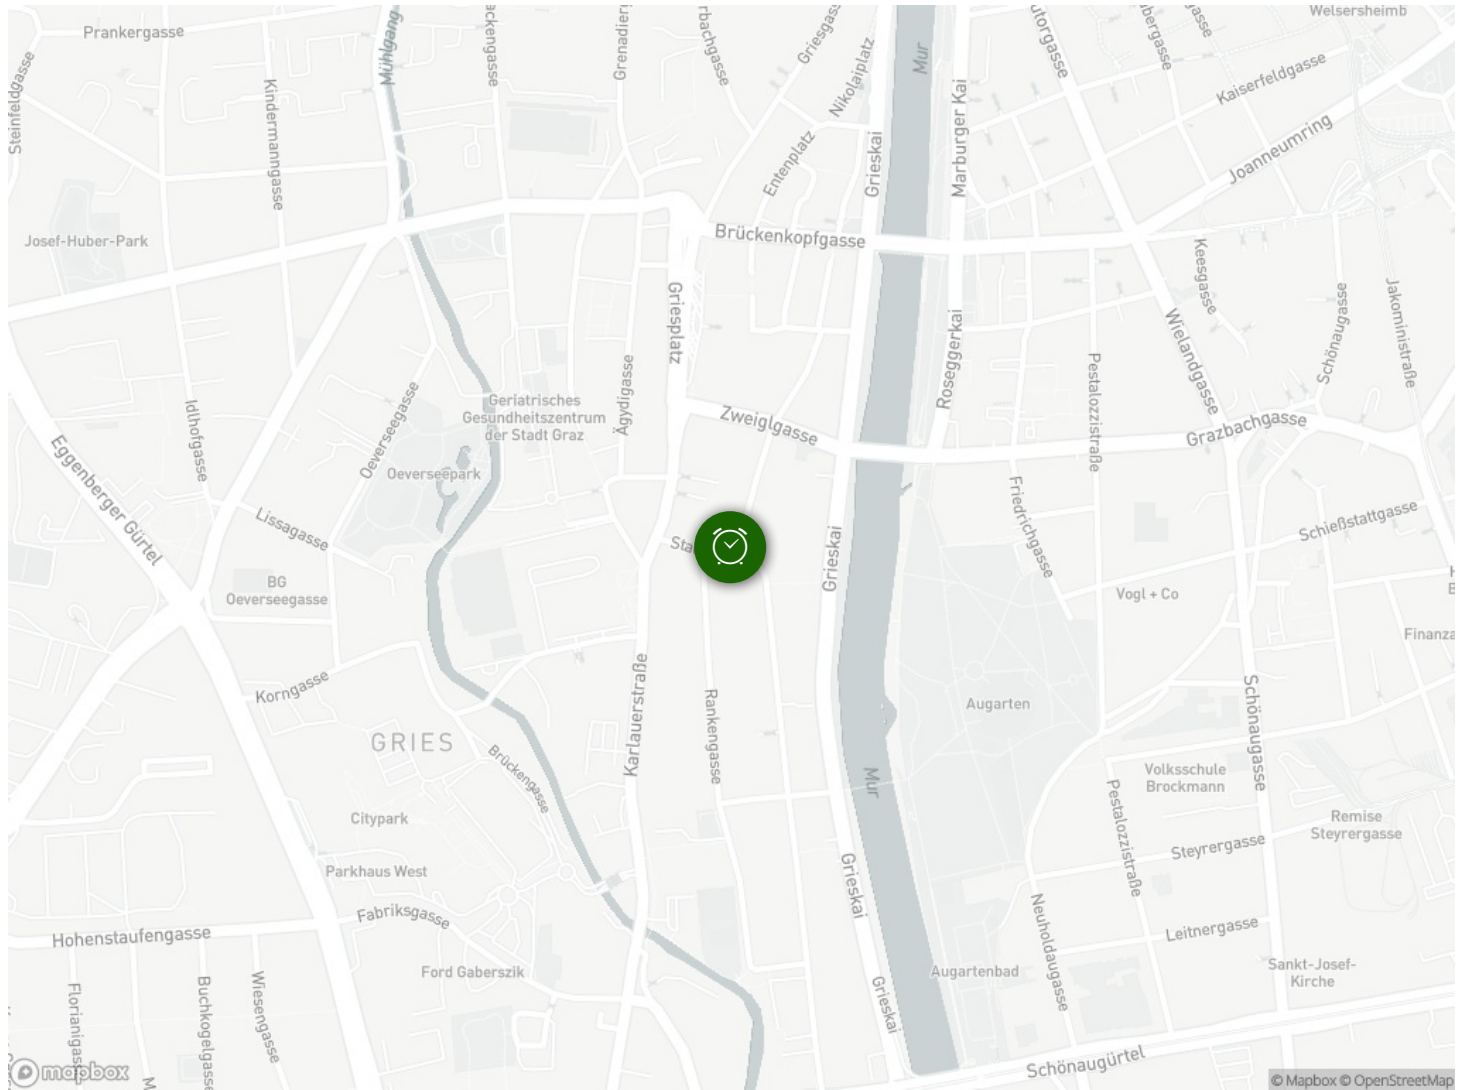 Prankergasse
Steinfeldgasse
Kindermanngasse
Mühlgang
Griesgasse
Nikolaiplatz
Mur
Marburger Kai
Welsersheimb
Kaiserfeldgasse
Joanneumring
Entenplatz
Grieskai
Josef-Huber-Park
Brückenkopfgasse
Griesplatz
Keesgasse
Jakoministraße
Schönaugasse
Wielandgasse
Roseggerkai
Pestalozzistraße
Ägydigasse
Idlhofgasse
Oeverseegasse
Geriatrisches
Gesundheitszentrum
der Stadt Graz
Zweiglgasse
Grazbachgasse
Eggenberger Gürtel
Oeverseepark
Lissagasse
Friedrichgasse
Schießstattgasse
Sta
Grieskai
BG
Oeverseegasse
Vogl + Co
Finanza
Korngasse
Karlauerstraße
Rankengasse
Augarten
Schönaugasse
GRIES
Brückengasse
Mur
Volksschule
Brockmann
Pestalozzistraße
Citypark
Remise
Steyrergasse
Steyrergasse
Parkhaus West
Grieskai
Fabriksgasse
Hohenstaufengasse
Neuholdaugasse
Leitnergasse
Ford Gaberszik
Augartenbad
Sankt-Josef-
Kirche
Florianigasse
Buchkogelgasse
Wiesengasse
Grieskai
Schönaugürtel
mapbox
© Mapbox © OpenStreetMap